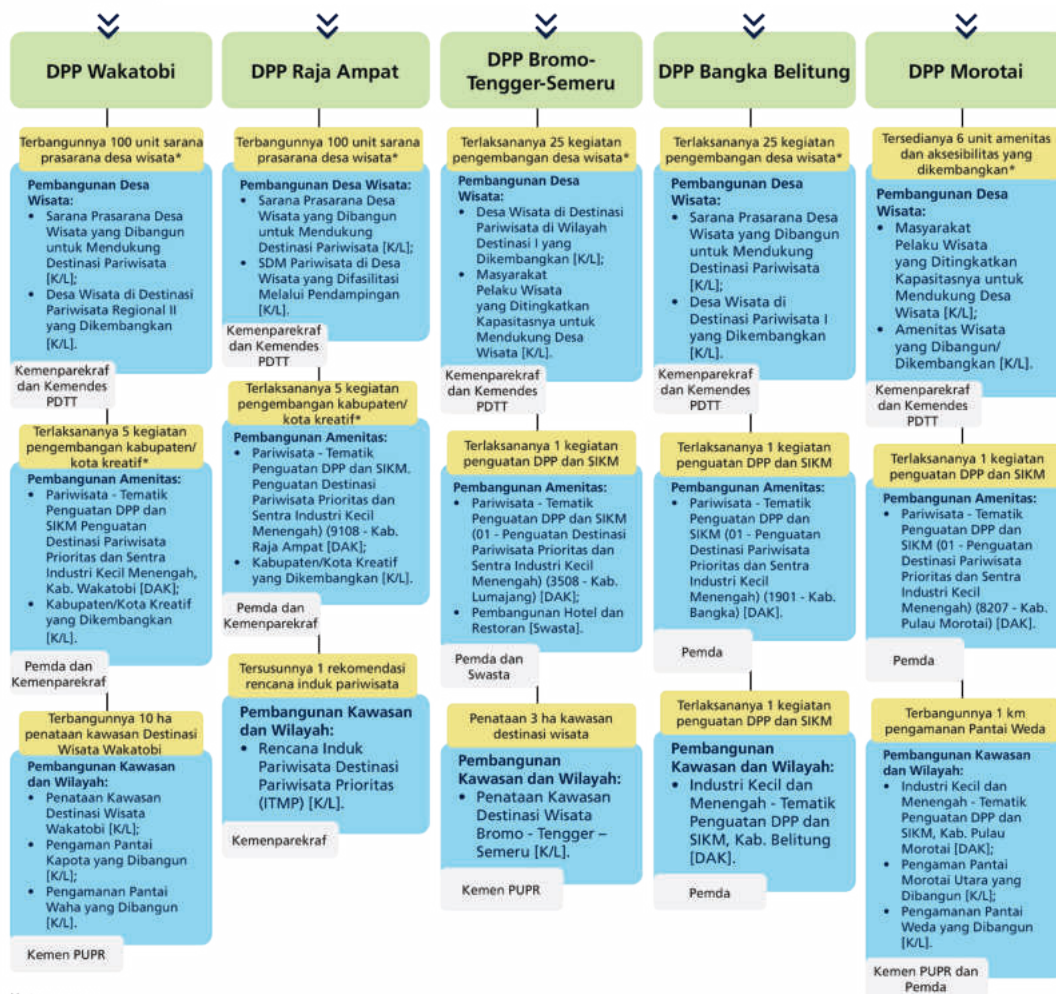 DPP Wakatobi
Terbangunnya 100 unit sarana
prasarana desa wisata*
Pembangunan Desa
Wisata:
• Sarana Prasarana Desa
Wisata yang Dibangun
untuk Mendukung
Destinasi Pariwisata
[K/L];
• Desa Wisata di Destinasi
Pariwisata Regional II
yang Dikembangkan
[K/L].
Kemenparekraf
dan Kemendes
PDTT
Terlaksananya 5 kegiatan
pengembangan kabupaten/
kota kreatif*
Pembangunan Amenitas:
• Pariwisata - Tematik
Penguatan DPP dan
SIKM Penguatan
Destinasi Pariwisata
Prioritas dan Sentra
Industri Kecil Menengah,
Kab. Wakatobi [DAK];
• Kabupaten/Kota Kreatif
yang Dikembangkan
[K/L].
Pemda dan
Kemenparekraf
Terbangunnya 10 ha
penataan kawasan Destinasi
Wisata Wakatobi
Pembangunan Kawasan
dan Wilayah:
• Penataan Kawasan
Destinasi Wisata
Wakatobi [K/L];
• Pengaman Pantai
Kapota yang Dibangun
[K/L];
• Pengamanan Pantai
Waha yang Dibangun
[K/L].
Kemen PUPR
DPP Raja Ampat
Terbangunnya 100 unit sarana
prasarana desa wisata*
Pembangunan Desa Wisata:
• Sarana Prasarana Desa
Wisata yang Dibangun
untuk Mendukung
Destinasi Pariwisata
[K/L];
• SDM Pariwisata di Desa
Wisata yang Difasilitasi
Melalui Pendampingan
[K/L].
Kemenparekraf
dan Kemendes
PDTT
Terlaksananya 5 kegiatan
pengembangan kabupaten/
kota kreatif*
Pembangunan Amenitas:
• Pariwisata - Tematik
Penguatan DPP dan SIKM.
Penguatan Destinasi
Pariwisata Prioritas dan
Sentra Industri Kecil
Menengah) (9108 - Kab.
Raja Ampat [DAK];
• Kabupaten/Kota Kreatif
yang Dikembangkan [K/L].
Pemda dan
Kemenparekraf
Tersusunnya 1 rekomendasi
rencana induk pariwisata
Pembangunan Kawasan
dan Wilayah:
• Rencana Induk
Pariwisata Destinasi
Pariwisata Prioritas
(ITMP) [K/L].
Kemenparekraf
DPP Bromo-
Tengger-Semeru
Terlaksananya 25 kegiatan
pengembangan desa wisata*
Pembangunan Desa
Wisata:
• Desa Wisata di Destinasi
Pariwisata di Wilayah
Destinasi I yang
Dikembangkan [K/L];
• Masyarakat
Pelaku Wisata
yang Ditingkatkan
Kapasitasnya untuk
Mendukung Desa
Wisata [K/L].
Kemenparekraf
dan Kemendes
PDTT
Terlaksananya 1 kegiatan
penguatan DPP dan SIKM
Pembangunan Amenitas:
• Pariwisata - Tematik
Penguatan DPP dan SIKM
(01 - Penguatan Destinasi
Pariwisata Prioritas dan
Sentra Industri Kecil
Menengah) (3508 - Kab.
Lumajang) [DAK];
• Pembangunan Hotel dan
Restoran [Swasta].
Pemda dan
Swasta
Penataan 3 ha kawasan
destinasi wisata
Pembangunan
Kawasan dan Wilayah:
• Penataan Kawasan
Destinasi Wisata
Bromo - Tengger –
Semeru [K/L].
Kemen PUPR
DPP Bangka Belitung
Terlaksananya 25 kegiatan
pengembangan desa wisata*
Pembangunan Desa
Wisata:
• Sarana Prasarana Desa
Wisata yang Dibangun
untuk Mendukung
Destinasi Pariwisata
[K/L];
• Desa Wisata di
Destinasi Pariwisata I
yang Dikembangkan
[K/L].
Kemenparekraf
dan Kemendes
PDTT
Terlaksananya 1 kegiatan
penguatan DPP dan SIKM
Pembangunan Amenitas:
• Pariwisata - Tematik
Penguatan DPP dan
SIKM (01 - Penguatan
Destinasi Pariwisata
Prioritas dan Sentra
Industri Kecil
Menengah) (1901 - Kab.
Bangka) [DAK].
Pemda
Terlaksananya 1 kegiatan
penguatan DPP dan SIKM
Pembangunan
Kawasan dan Wilayah:
• Industri Kecil dan
Menengah - Tematik
Penguatan DPP dan
SIKM, Kab. Belitung
[DAK].
Pemda
DPP Morotai
Tersedianya 6 unit amenitas
dan aksesibilitas yang
dikembangkan*
Pembangunan Desa
Wisata:
• Masyarakat
Pelaku Wisata
yang Ditingkatkan
Kapasitasnya untuk
Mendukung Desa
Wisata [K/L];
• Amenitas Wisata
yang Dibangun/
Dikembangkan [K/L].
Kemenparekraf
dan Kemendes
PDTT
Terlaksananya 1 kegiatan
penguatan DPP dan SIKM
Pembangunan Amenitas:
• Pariwisata - Tematik
Penguatan DPP dan
SIKM (01 - Penguatan
Destinasi Pariwisata
Prioritas dan Sentra
Industri Kecil
Menengah) (8207 - Kab.
Pulau Morotai) [DAK].
Pemda
Terbangunnya 1 km
pengamanan Pantai Weda
Pembangunan Kawasan
dan Wilayah:
• Industri Kecil dan
Menengah - Tematik
Penguatan DPP dan
SIKM, Kab. Pulau
Morotai [DAK];
• Pengaman Pantai
Morotai Utara yang
Dibangun [K/L];
• Pengamanan Pantai
Weda yang Dibangun
[K/L].
Kemen PUPR dan
Pemda